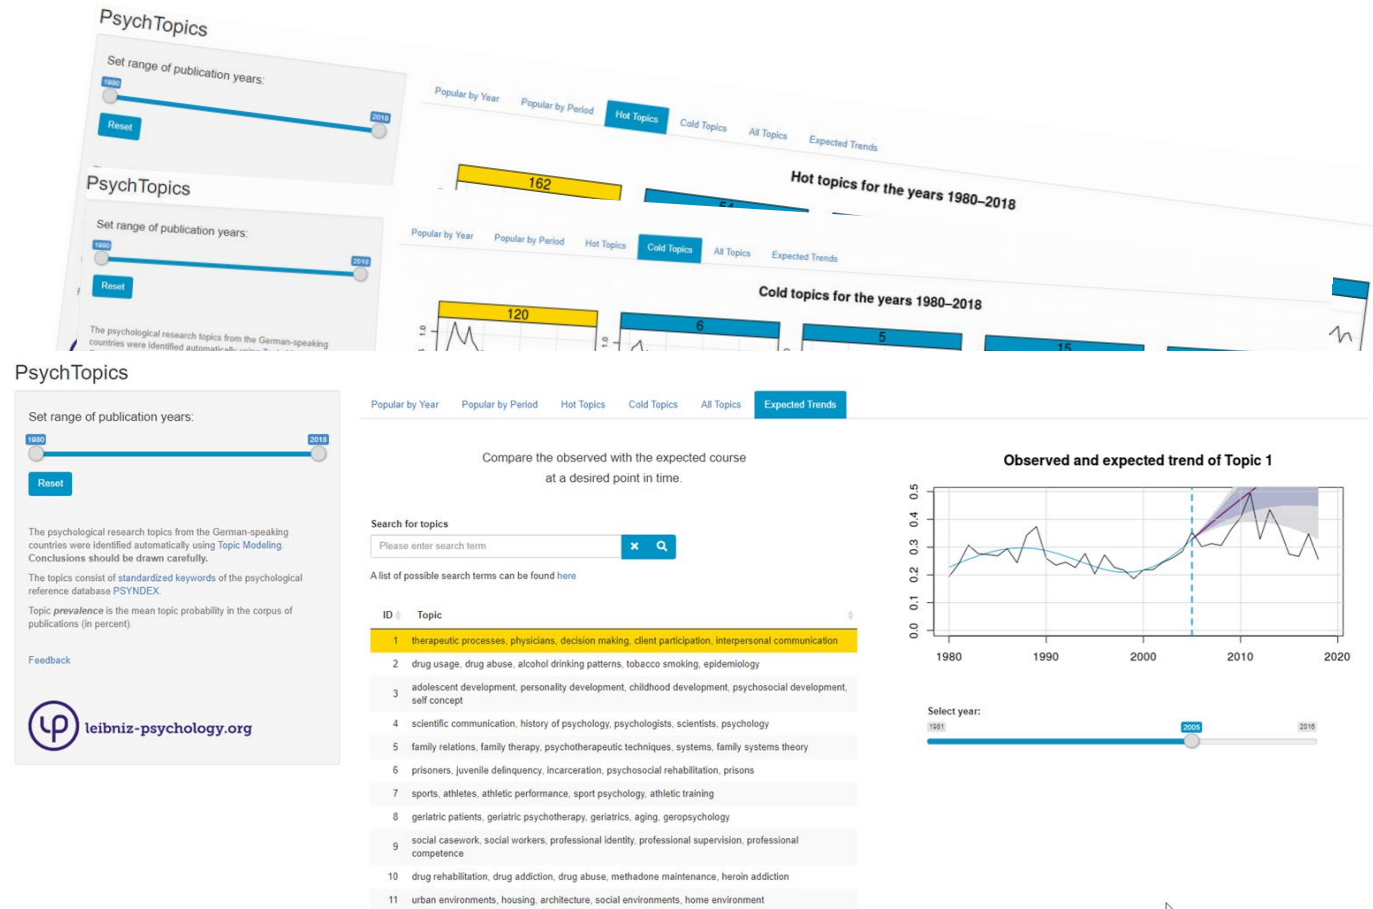 PsychTopics
Set range of publication years:
1980
2018
Reset
Popular by Year Popular by Period Hot Topics Cold Topics All Topics Expected Trends
Hot topics for the years 1980–2018
162
54
PsychTopics
Set range of publication years:
1980
2018
Reset
The psychological research topics from the German-speaking
countries were identified automatically using
Popular by Year Popular by Period Hot Topics Cold Topics All Topics Expected Trends
Cold topics for the years 1980–2018
120 6 5 15
1.0
PsychTopics
Set range of publication years:
1980 2018
Reset
The psychological research topics from the German-speaking
countries were identified automatically using Topic Modeling.
Conclusions should be drawn carefully.
The topics consist of standardized keywords of the psychological
reference database PSYNDEX.
Topic prevalence is the mean topic probability in the corpus of
publications (in percent).
Feedback
leibniz-psychology.org
Popular by Year Popular by Period Hot Topics Cold Topics All Topics Expected Trends
Compare the observed with the expected course
at a desired point in time.
Search for topics
Please enter search term
A list of possible search terms can be found here
ID Topic
1 therapeutic processes, physicians, decision making, client participation, interpersonal communication
2 drug usage, drug abuse, alcohol drinking patterns, tobacco smoking, epidemiology
3 adolescent development, personality development, childhood development, psychosocial development,
self concept
4 scientific communication, history of psychology, psychologists, scientists, psychology
5 family relations, family therapy, psychotherapeutic techniques, systems, family systems theory
6 prisoners, juvenile delinquency, incarceration, psychosocial rehabilitation, prisons
7 sports, athletes, athletic performance, sport psychology, athletic training
8 geriatric patients, geriatric psychotherapy, geriatrics, aging, geropsychology
9 social casework, social workers, professional identity, professional supervision, professional
competence
10 drug rehabilitation, drug addiction, drug abuse, methadone maintenance, heroin addiction
11 urban environments, housing, architecture, social environments, home environment
Observed and expected trend of Topic 1
0.5
0.4
0.3
0.2
0.1
0.0
1980 1990 2000 2010 2020
Select year:
1981 2005 2016